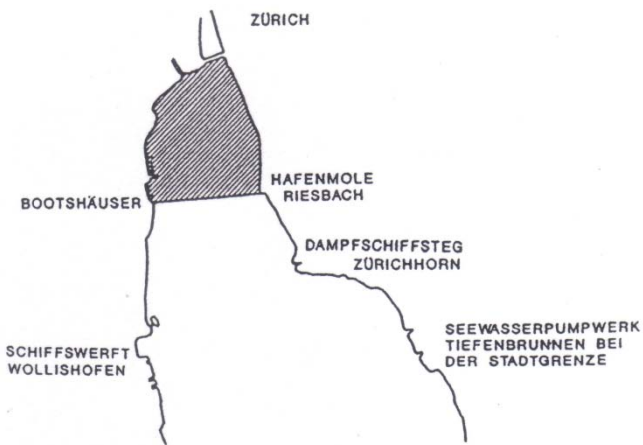 ZÜRICH
HAFENMOLE
RIESBACH
BOOTSHÄUSER
DAMPFSCHIFFSTEG
ZÜRICHHORN
SEEWASSERPUMPWERK
TIEFENBRUNNEN BEI
DER STADTGRENZE
SCHIFFSWERFT
WOLLISHOFEN